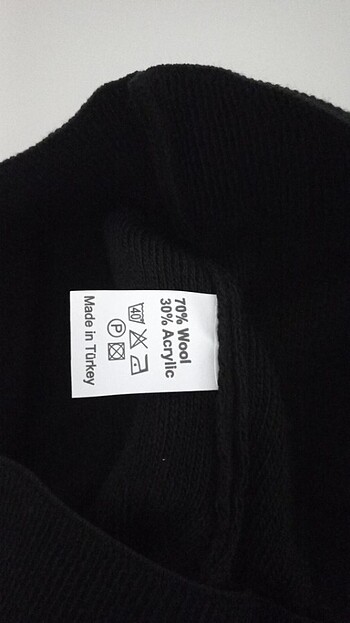 70% Wool
30% Acrylic
40°
P
Made in Türkey